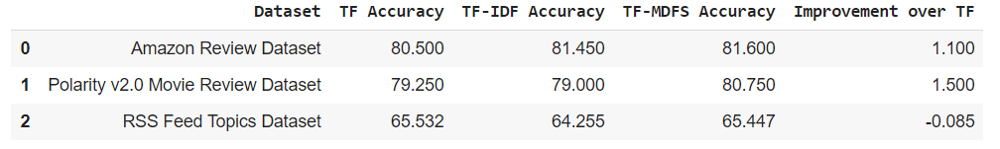 Dataset TF Accuracy TF-IDF Accuracy TF-MDFS Accuracy Improvement over TF
0 Amazon Review Dataset 80.500 81.450 81.600 1.100
1 Polarity v2.0 Movie Review Dataset 79.250 79.000 80.750 1.500
2 RSS Feed Topics Dataset 65.532 64.255 65.447 -0.085